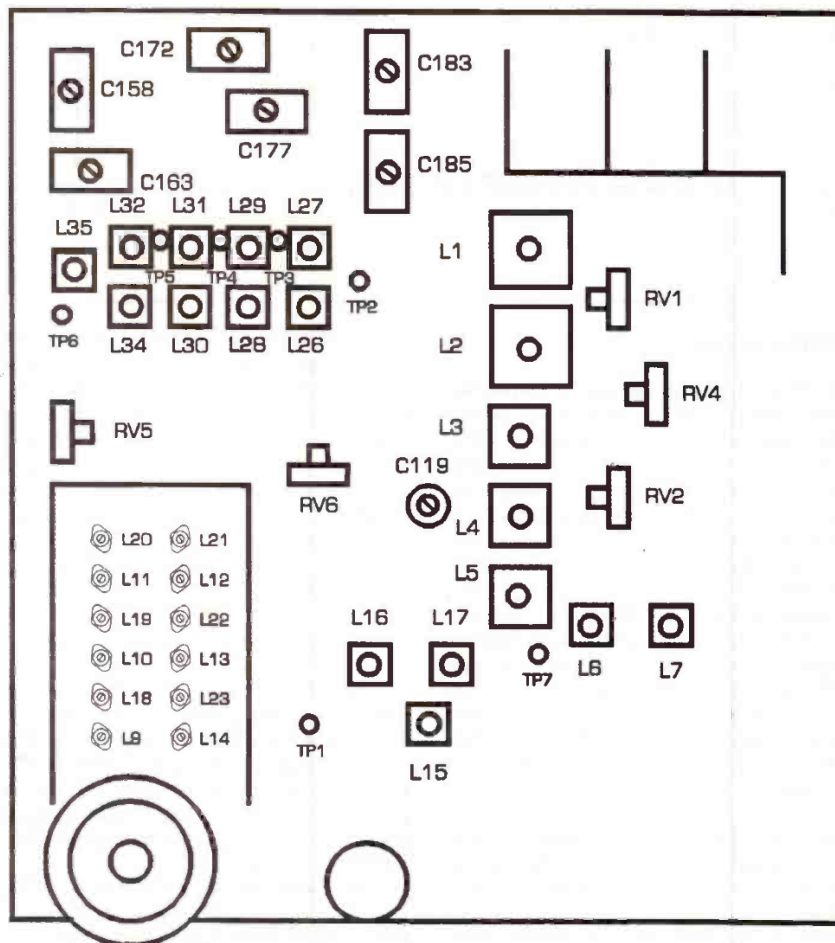 C172
C183
C158
C177
C185
C163
L32 L31 L29 L27
L35
L1
TP5 TP4 TP3
TP2
RV1
TP6
L34 L30 L28 L26
L2
RV4
RV5
L3
C119
RV6
RV2
L4
L20 L21
L11 L12
L5
L19 L22
L16 L17
L10 L13
TP7 L6 L7
L18 L23
L9 L14
TP1
L15